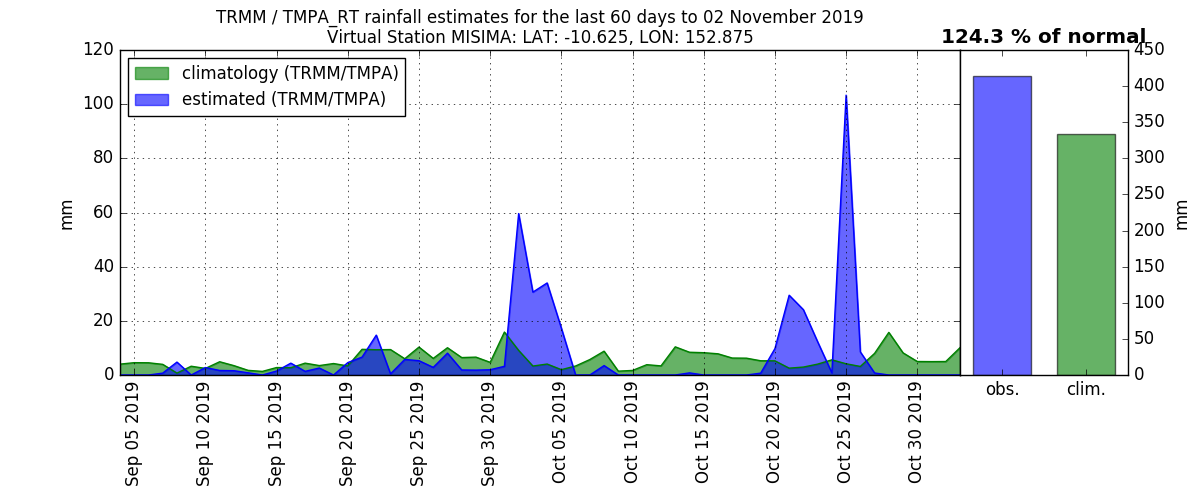 TRMM / TMPA_RT rainfall estimates for the last 60 days to 02 November 2019
Virtual Station MISIMA: LAT: -10.625, LON: 152.875
124.3 % of normal
climatology (TRMM/TMPA)
estimated (TRMM/TMPA)
mm
120
100
80
60
40
20
0
Sep 05 2019
Sep 10 2019
Sep 15 2019
Sep 20 2019
Sep 25 2019
Sep 30 2019
Oct 05 2019
Oct 10 2019
Oct 15 2019
Oct 20 2019
Oct 25 2019
Oct 30 2019
obs.
clim.
450
400
350
300
250
200
150
100
50
0
mm